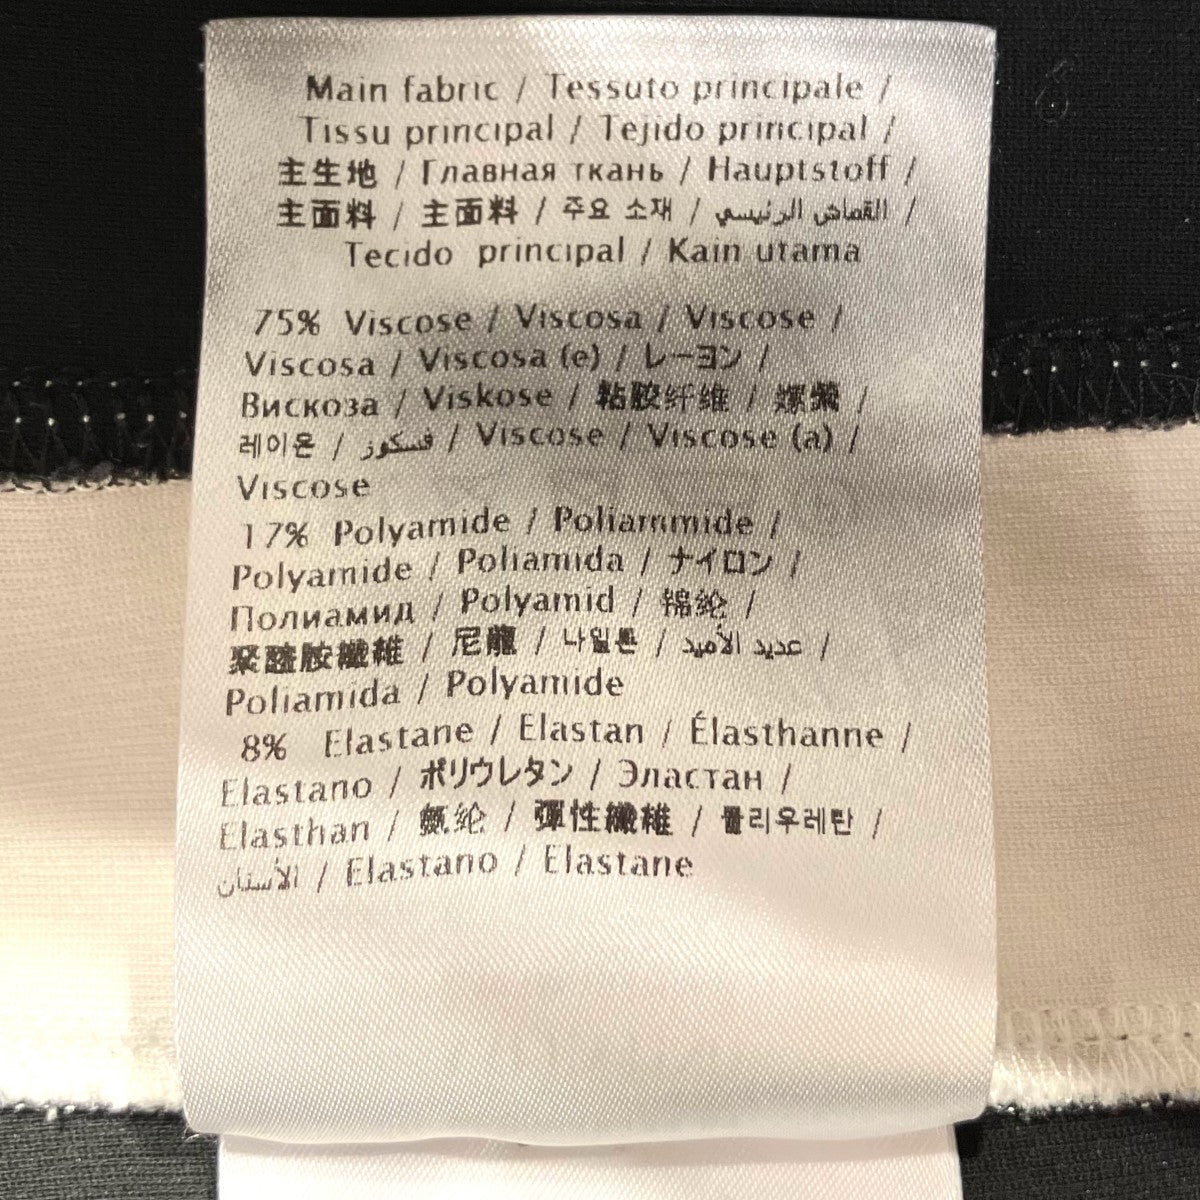 Main fabric / Tessuto principale /
Tissu principal / Tejido principal /
主生地 / Главная ткань / Hauptstoff /
主面料 / 主面料 / 주요 소재 / القماش الرئيسي /
Tecido principal / Kain utama
75% Viscose / Viscosa / Viscose /
Viscosa / Viscosa (e) / レーヨン /
Вискоза / Viskose / 粘胶纤维 / 嫘縈 /
레이온 / فسكوز / Viscose / Viscose (a) /
Viscose
17% Polyamide / Poliammide /
Polyamide / Poliamida / ナイロン /
Полиамид / Polyamid / 锦纶 /
聚醯胺纖維 / 尼龍 / 나일론 / عديد الأميد /
Poliamida / Polyamide
8% Elastane / Elastan / Élasthanne /
Elastano / ポリウレタン / Эластан /
Elasthan / 氨纶 / 彈性纖維 / 폴리우레탄 /
الأستان / Elastano / Elastane